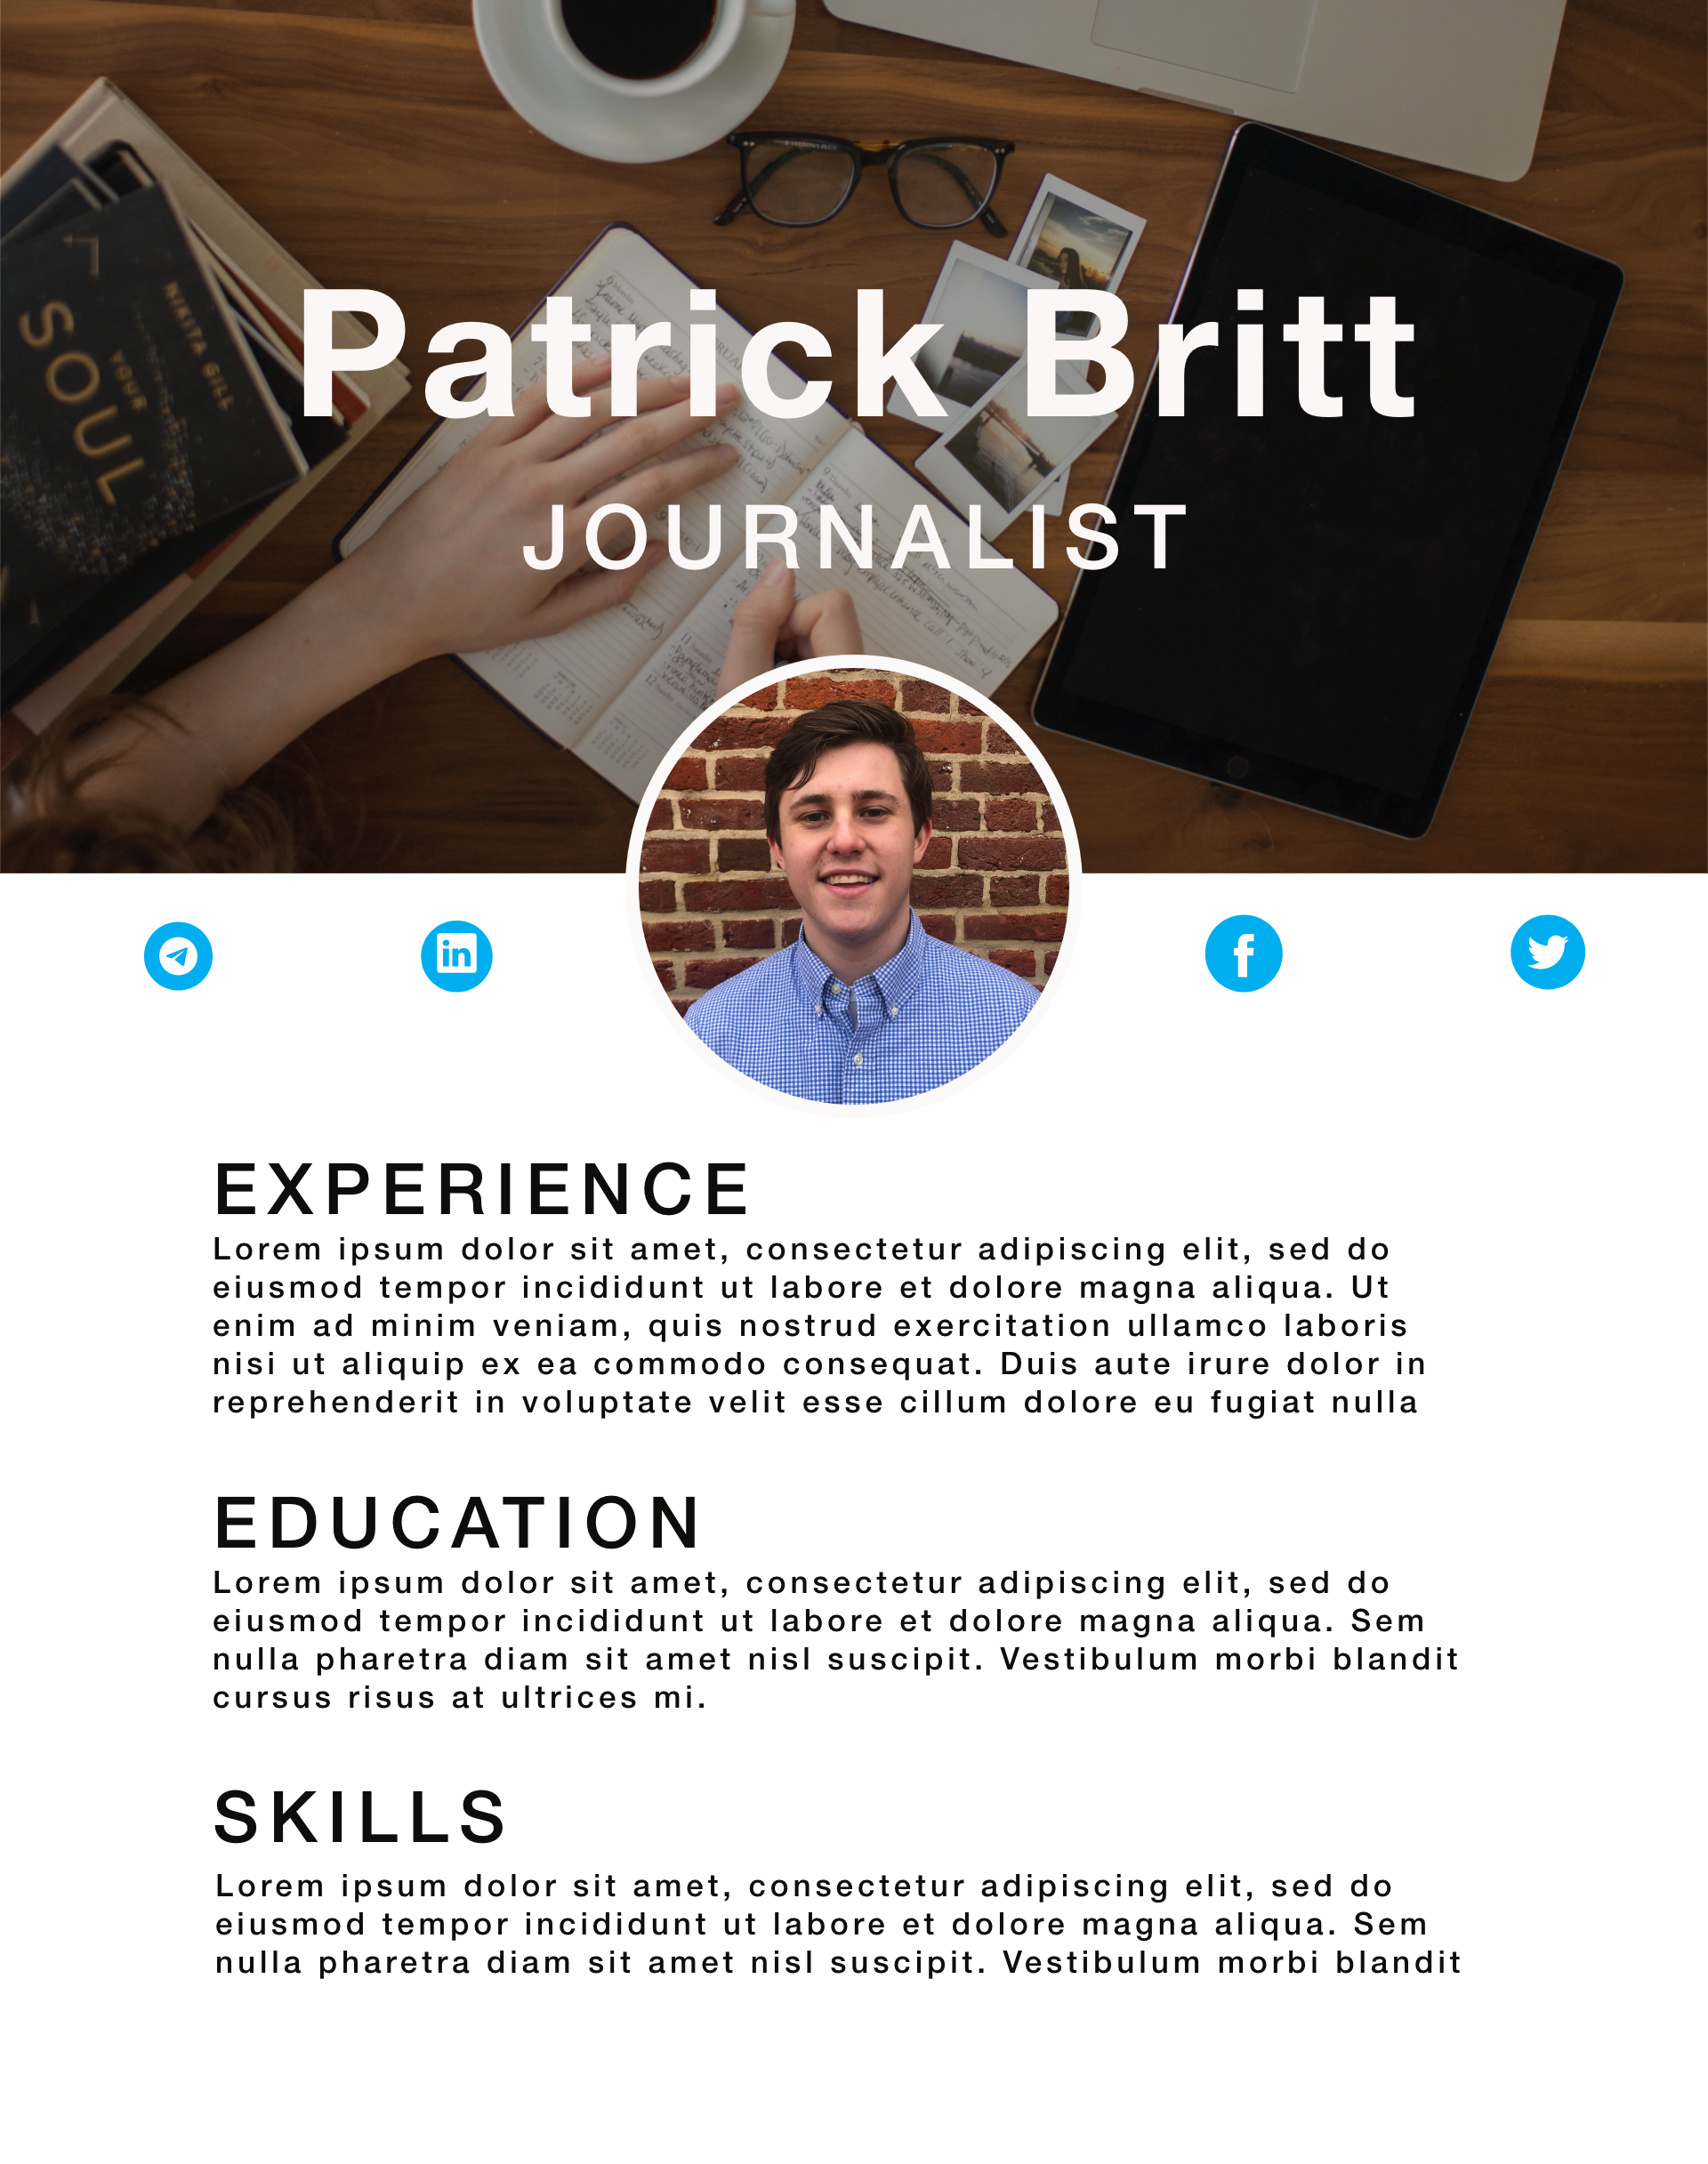 NIKITA GILL
YOUR
SOUL
Patrick Britt
JOURNALIST
in
f
EXPERIENCE
Lorem ipsum dolor sit amet, consectetur adipiscing elit, sed do
eiusmod tempor incididunt ut labore et dolore magna aliqua. Ut
enim ad minim veniam, quis nostrud exercitation ullamco laboris
nisi ut aliquip ex ea commodo consequat. Duis aute irure dolor in
reprehenderit in voluptate velit esse cillum dolore eu fugiat nulla
EDUCATION
Lorem ipsum dolor sit amet, consectetur adipiscing elit, sed do
eiusmod tempor incididunt ut labore et dolore magna aliqua. Sem
nulla pharetra diam sit amet nisl suscipit. Vestibulum morbi blandit
cursus risus at ultrices mi.
SKILLS
Lorem ipsum dolor sit amet, consectetur adipiscing elit, sed do
eiusmod tempor incididunt ut labore et dolore magna aliqua. Sem
nulla pharetra diam sit amet nisl suscipit. Vestibulum morbi blandit